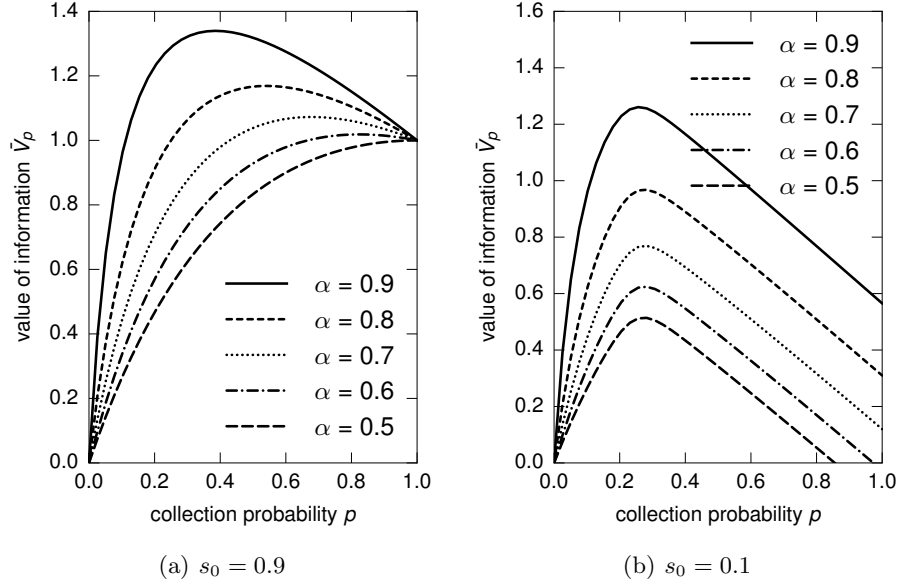 1.4
1.2
1.0
0.8
0.6
0.4
0.2
0.0
value of information V̄p
α = 0.9
α = 0.8
α = 0.7
α = 0.6
α = 0.5
0.0 0.2 0.4 0.6 0.8 1.0
collection probability p
(a) s0 = 0.9
1.6
1.4
1.2
1.0
0.8
0.6
0.4
0.2
0.0
value of information V̄p
α = 0.9
α = 0.8
α = 0.7
α = 0.6
α = 0.5
0.0 0.2 0.4 0.6 0.8 1.0
collection probability p
(b) s0 = 0.1